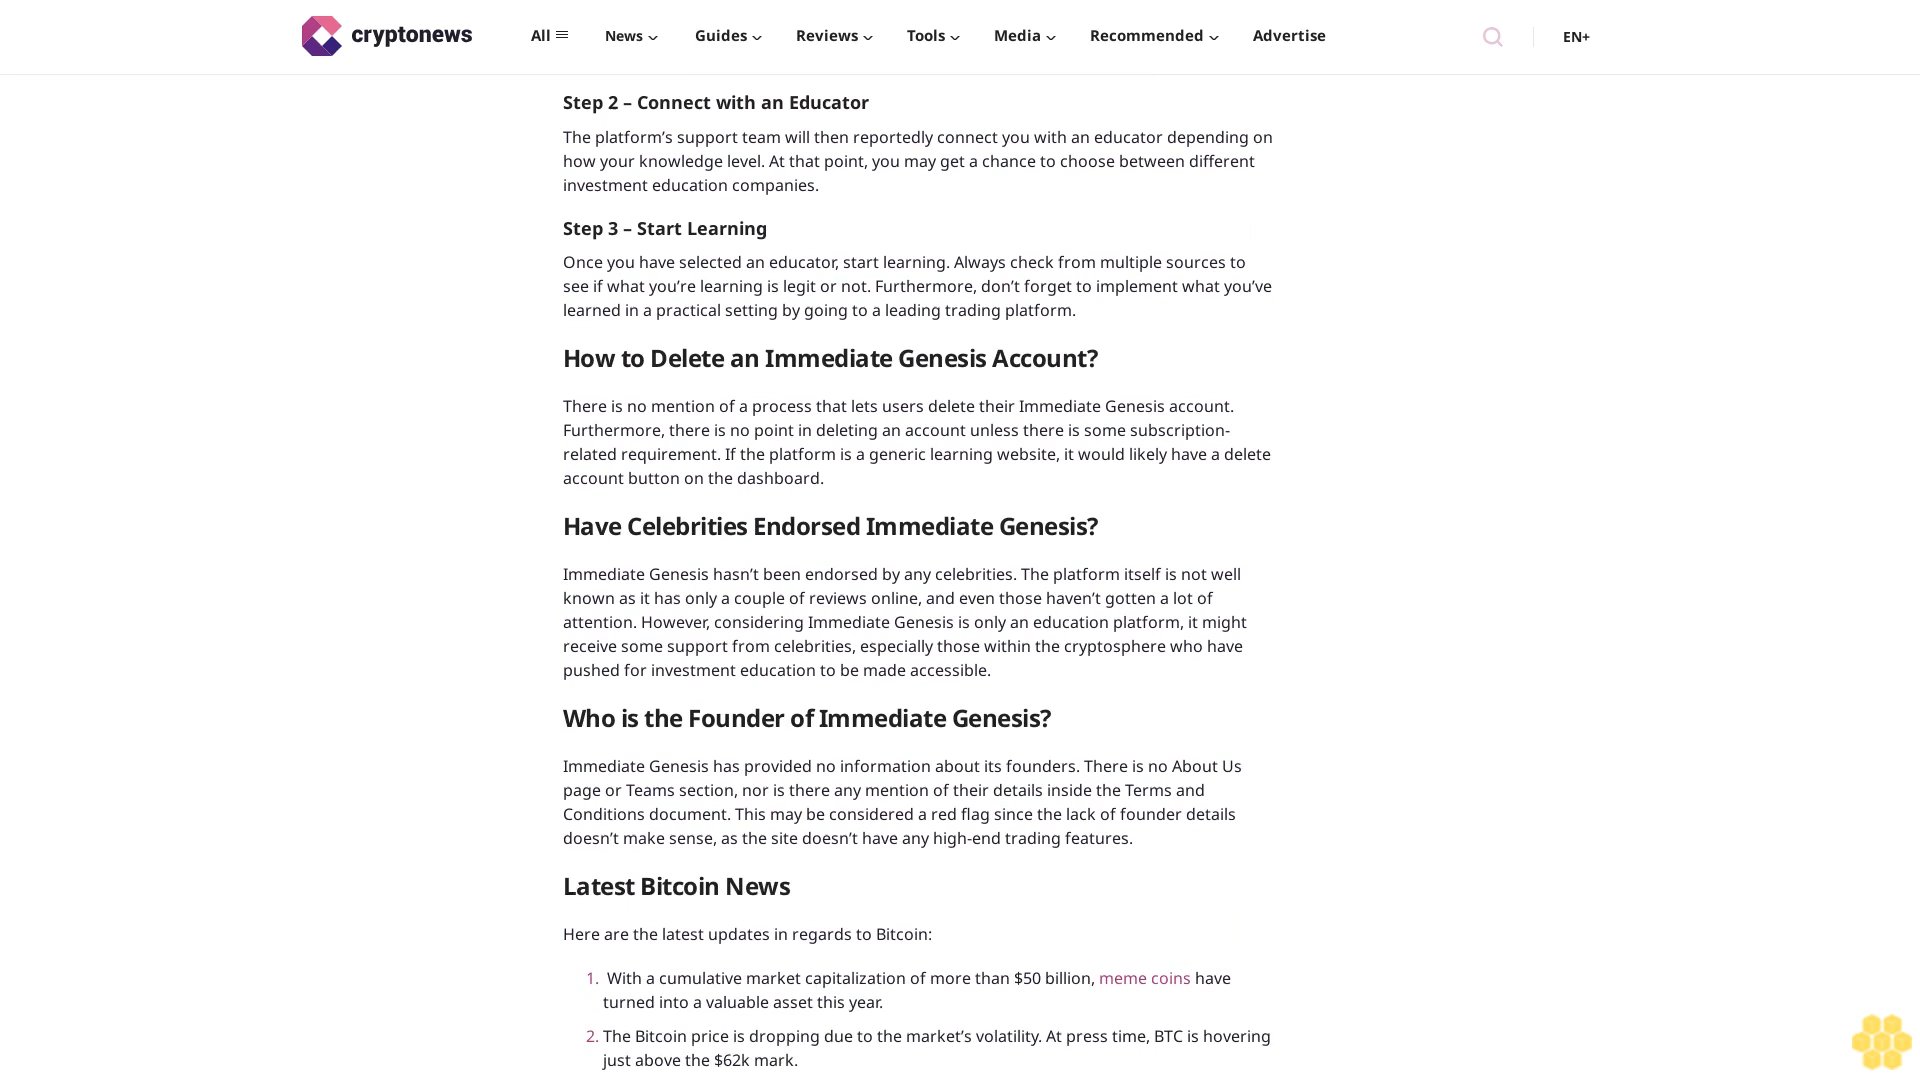 cryptonews
All News Guides Reviews Tools Media Recommended Advertise EN+
Step 2 – Connect with an Educator
The platform’s support team will then reportedly connect you with an educator depending on
how your knowledge level. At that point, you may get a chance to choose between different
investment education companies.
Step 3 – Start Learning
Once you have selected an educator, start learning. Always check from multiple sources to
see if what you’re learning is legit or not. Furthermore, don’t forget to implement what you’ve
learned in a practical setting by going to a leading trading platform.
How to Delete an Immediate Genesis Account?
There is no mention of a process that lets users delete their Immediate Genesis account.
Furthermore, there is no point in deleting an account unless there is some subscription-
related requirement. If the platform is a generic learning website, it would likely have a delete
account button on the dashboard.
Have Celebrities Endorsed Immediate Genesis?
Immediate Genesis hasn’t been endorsed by any celebrities. The platform itself is not well
known as it has only a couple of reviews online, and even those haven’t gotten a lot of
attention. However, considering Immediate Genesis is only an education platform, it might
receive some support from celebrities, especially those within the cryptosphere who have
pushed for investment education to be made accessible.
Who is the Founder of Immediate Genesis?
Immediate Genesis has provided no information about its founders. There is no About Us
page or Teams section, nor is there any mention of their details inside the Terms and
Conditions document. This may be considered a red flag since the lack of founder details
doesn’t make sense, as the site doesn’t have any high-end trading features.
Latest Bitcoin News
Here are the latest updates in regards to Bitcoin:
1. With a cumulative market capitalization of more than $50 billion, meme coins have
turned into a valuable asset this year.
2. The Bitcoin price is dropping due to the market’s volatility. At press time, BTC is hovering
just above the $62k mark.